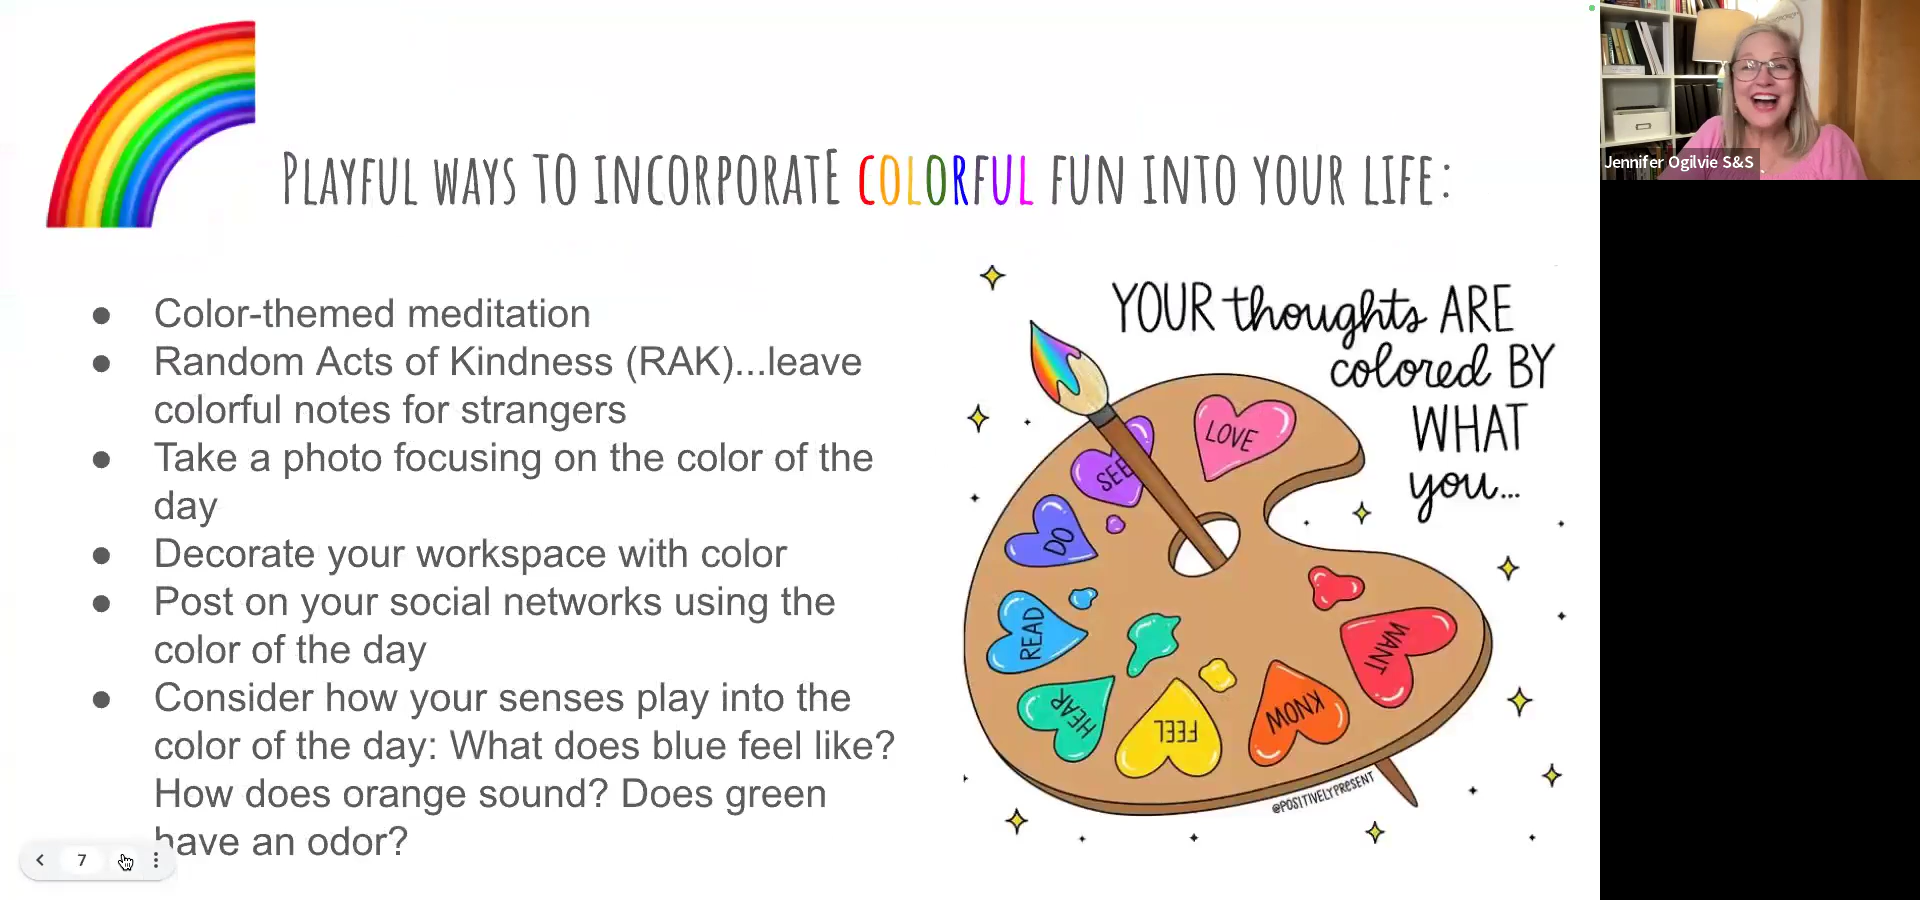 PLAYFUL WAYS TO INCORPORATE COLORFUL FUN INTO YOUR LIFE:
● Color-themed meditation
● Random Acts of Kindness (RAK)...leave
colorful notes for strangers
● Take a photo focusing on the color of the
day
● Decorate your workspace with color
● Post on your social networks using the
color of the day
● Consider how your senses play into the
color of the day: What does blue feel like?
How does orange sound? Does green
have an odor?
YOUR thoughts ARE
colored BY
WHAT
you...
LOVE
SEE
DO
READ
HEAR
FEEL
KNOW
WANT
@POSITIVELYPRESENT
7
Jennifer Ogilvie S&S